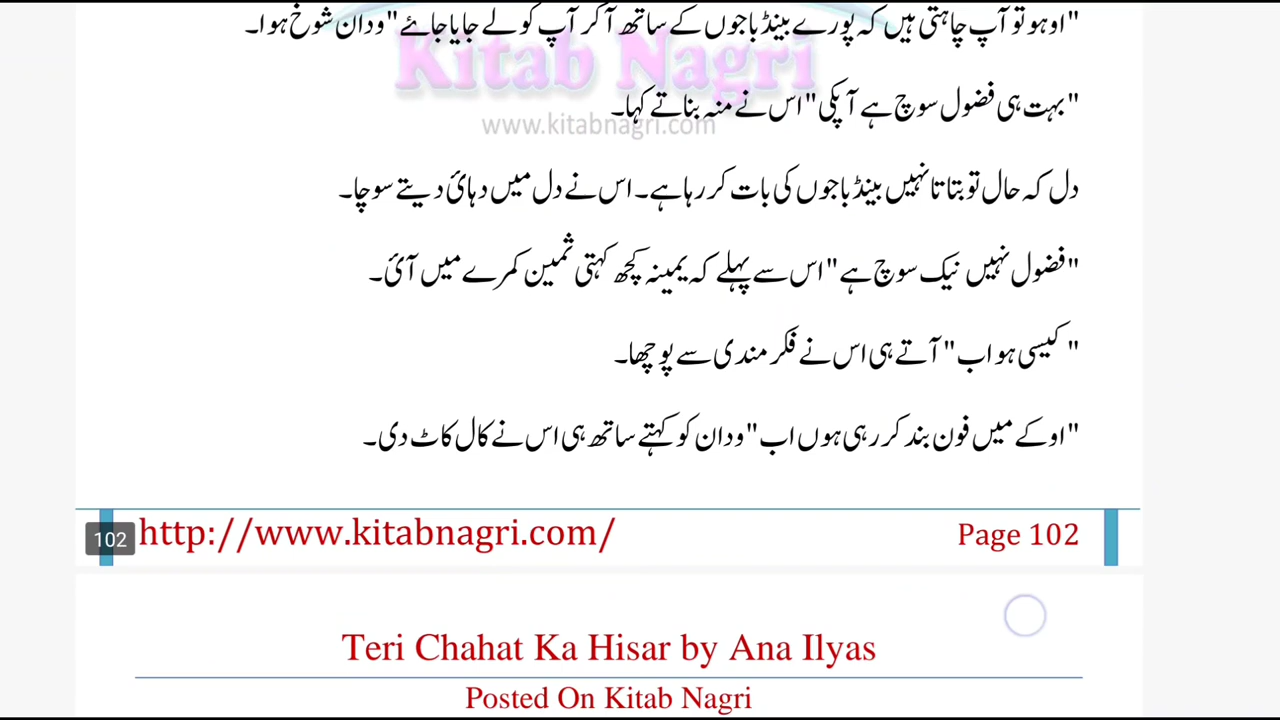 "اوہو تو آپ چاہتی ہیں کہ پورے بینڈ باجوں کے ساتھ آ کر آپ کو لے جایا جائے" ودان شوخ ہوا۔
Kitab Nagri
"بہت ہی فضول سوچ ہے آپکی" اس نے منہ بناتے کہا۔
www.kitabnagri.com
دل کہ حال تو بتاتا نہیں بینڈ باجوں کی بات کر رہا ہے۔ اس نے دل میں دہائ دیتے سوچا۔
"فضول نہیں نیک سوچ ہے" اس سے پہلے کہ یمینہ کچھ کہتی ثمین کمرے میں آئ۔
"کیسی ہو اب" آتے ہی اس نے فکر مندی سے پوچھا۔
"اوکے میں فون بند کر رہی ہوں اب" ودان کو کہتے ساتھ ہی اس نے کال کاٹ دی۔
102
http://www.kitabnagri.com/ Page 102
Teri Chahat Ka Hisar by Ana Ilyas
Posted On Kitab Nagri